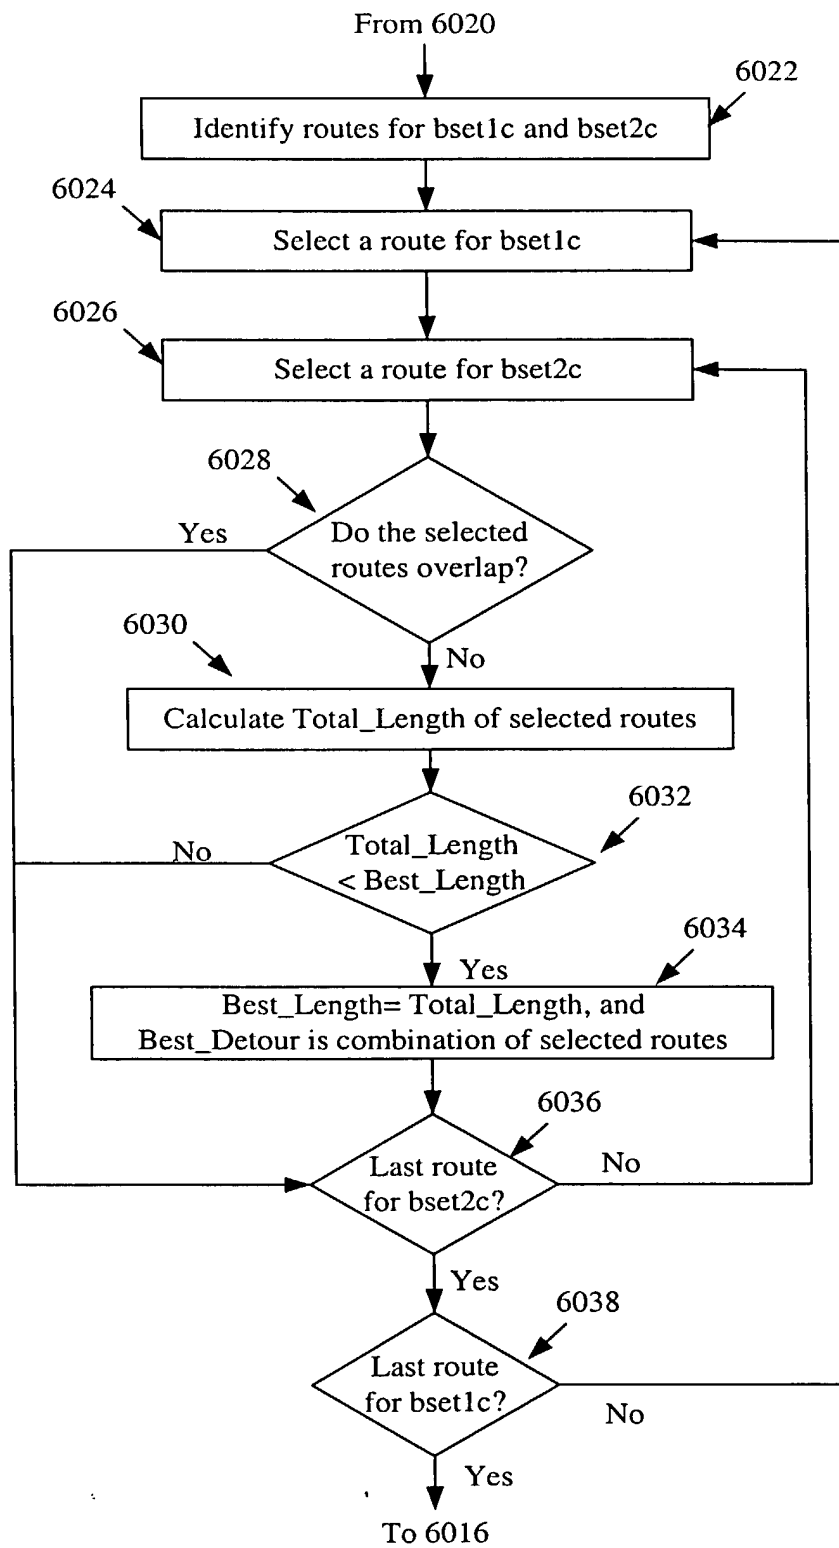 From 6020
6022
Identify routes for bset1c and bset2c
6024
Select a route for bset1c
6026
Select a route for bset2c
6028
Yes
Do the selected
routes overlap?
6030
No
Calculate Total_Length of selected routes
6032
No
Total_Length
< Best_Length
6034
Yes
Best_Length= Total_Length, and
Best_Detour is combination of selected routes
6036
Last route
for bset2c?
No
Yes
6038
Last route
for bset1c?
No
Yes
To 6016